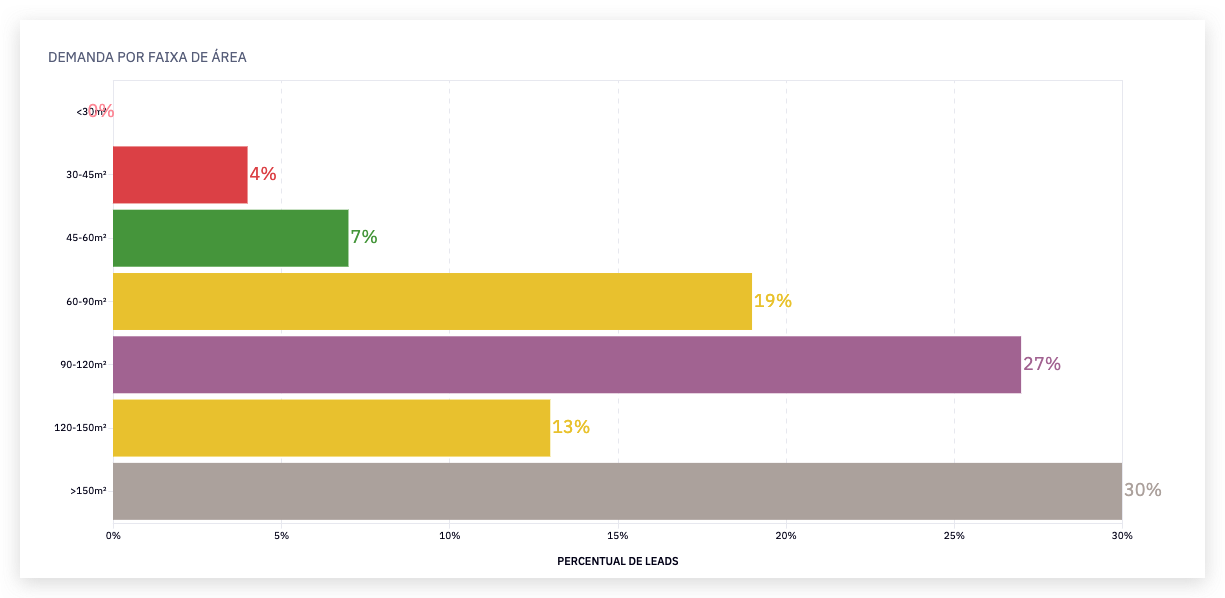 DEMANDA POR FAIXA DE ÁREA
<30m² 0%
30-45m² 4%
45-60m² 7%
60-90m² 19%
90-120m² 27%
120-150m² 13%
>150m² 30%
0% 5% 10% 15% 20% 25% 30%
PERCENTUAL DE LEADS